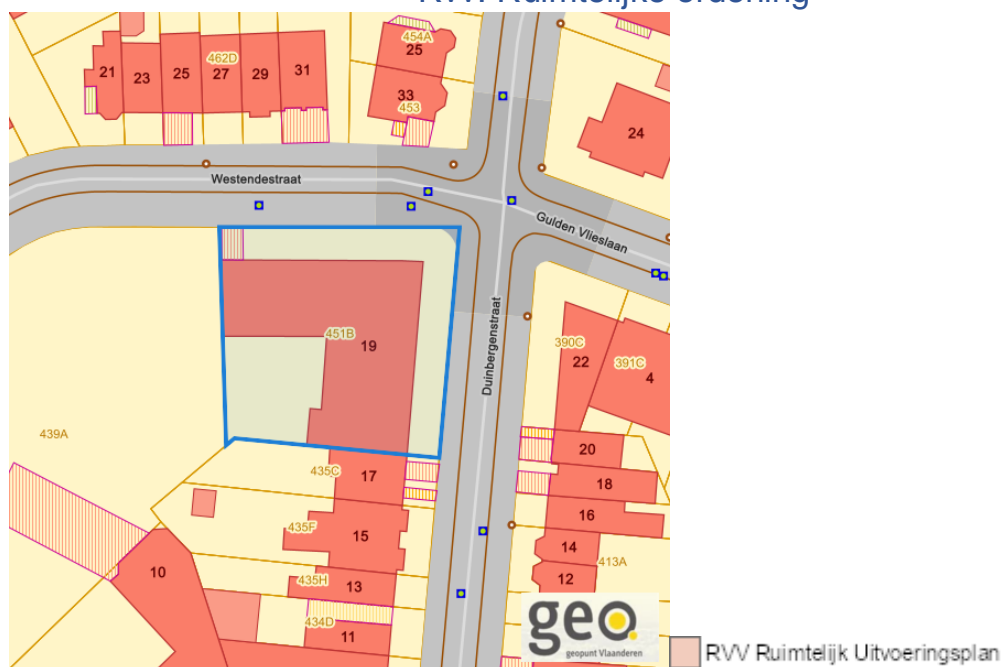 RVV Ruimtelijke ordening
454A
25
462D
21 23 25 27 29 31
33
453
24
Westendestraat
Gulden Vlieslaan
Duinbergenstraat
451B
19
390C
22
391C
4
439A
435C
17
20
18
16
435F
15
14
413A
12
10
435H
13
434D
11
geo
geopunt Vlaanderen
RVV Ruimtelijk Uitvoeringsplan